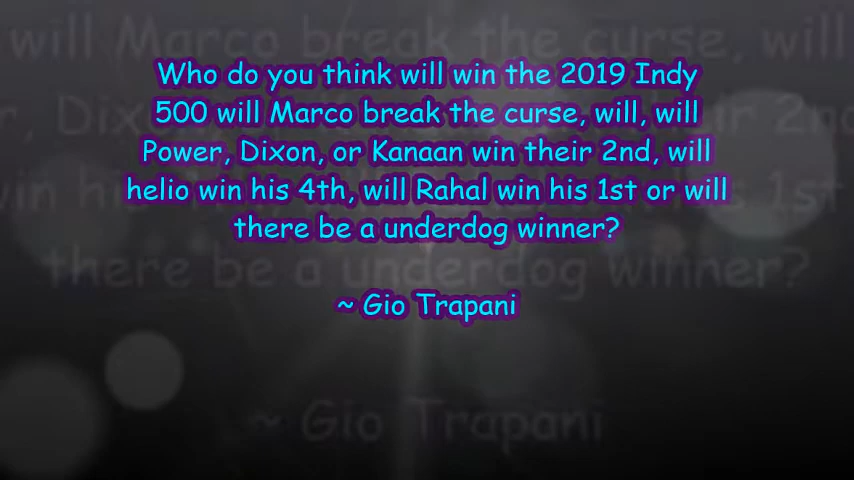 Who do you think will win the 2019 Indy
500 will Marco break the curse, will, will
Power, Dixon, or Kanaan win their 2nd, will
helio win his 4th, will Rahal win his 1st or will
there be a underdog winner?
~ Gio Trapani